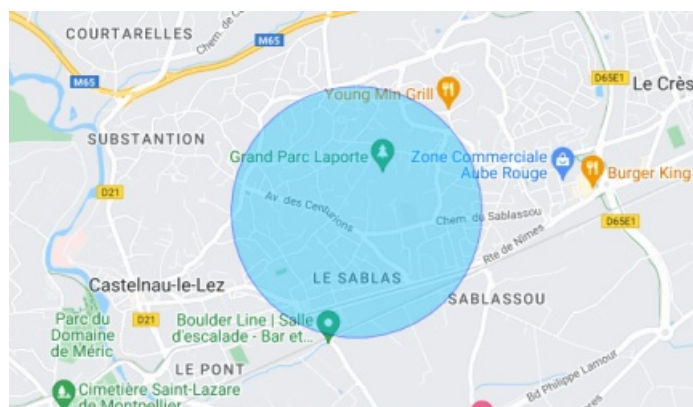 COURTARELLES
M65
M65
Young Min Grill
D65E1
Le Crès
SUBSTANTION
Grand Parc Laporte
Zone Commerciale
Aube Rouge
Burger King
D21
Av. des Centurions
Chem. du Sablassou
D65E1
Rte de Nîmes
LE SABLAS
Castelnau-le-Lez
SABLASSOU
Parc du
Domaine
de Méric
D21
Boulder Line | Salle
d'escalade - Bar et...
LE PONT
Bd Philippe Lamour
Cimetière Saint-Lazare
de Montpellier